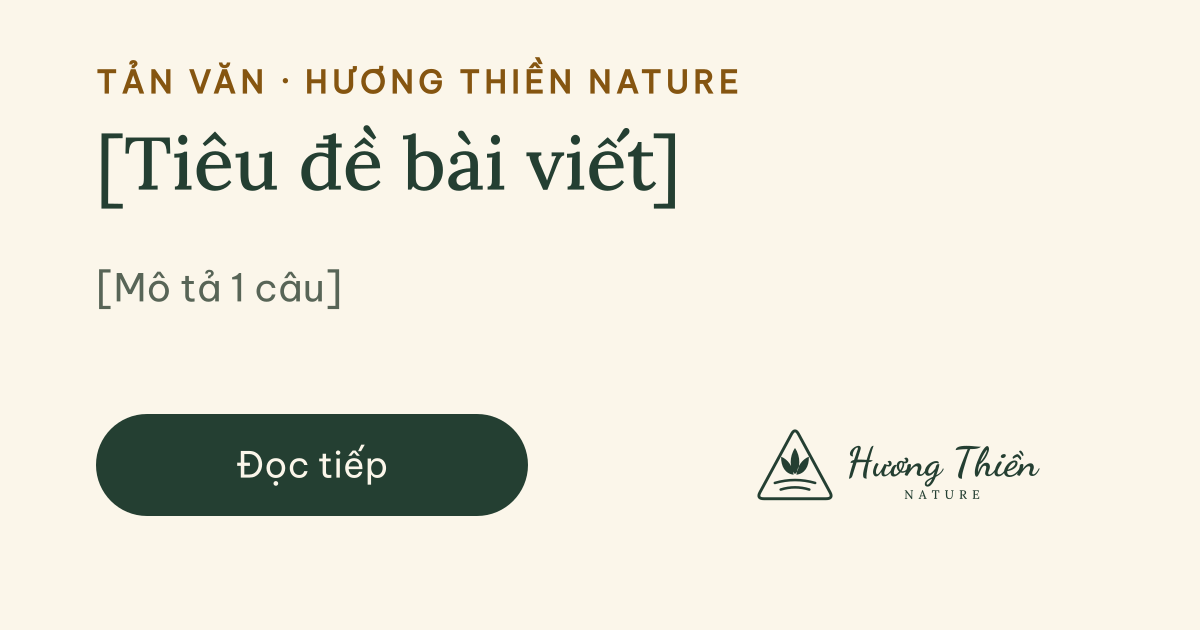 TẢN VĂN · HƯƠNG THIỀN NATURE
[Tiêu đề bài viết]
[Mô tả 1 câu]
Đọc tiếp
Hương Thiền
NATURE